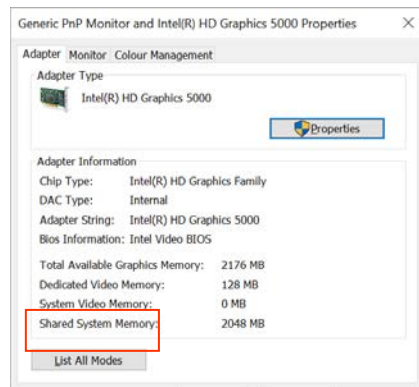 Generic PnP Monitor and Intel(R) HD Graphics 5000 Properties
Adapter Monitor Colour Management
Adapter Type
Intel(R) HD Graphics 5000
Properties
Adapter Information
Chip Type: Intel(R) HD Graphics Family
DAC Type: Internal
Adapter String: Intel(R) HD Graphics 5000
Bios Information: Intel Video BIOS
Total Available Graphics Memory: 2176 MB
Dedicated Video Memory: 128 MB
System Video Memory: 0 MB
Shared System Memory: 2048 MB
List All Modes